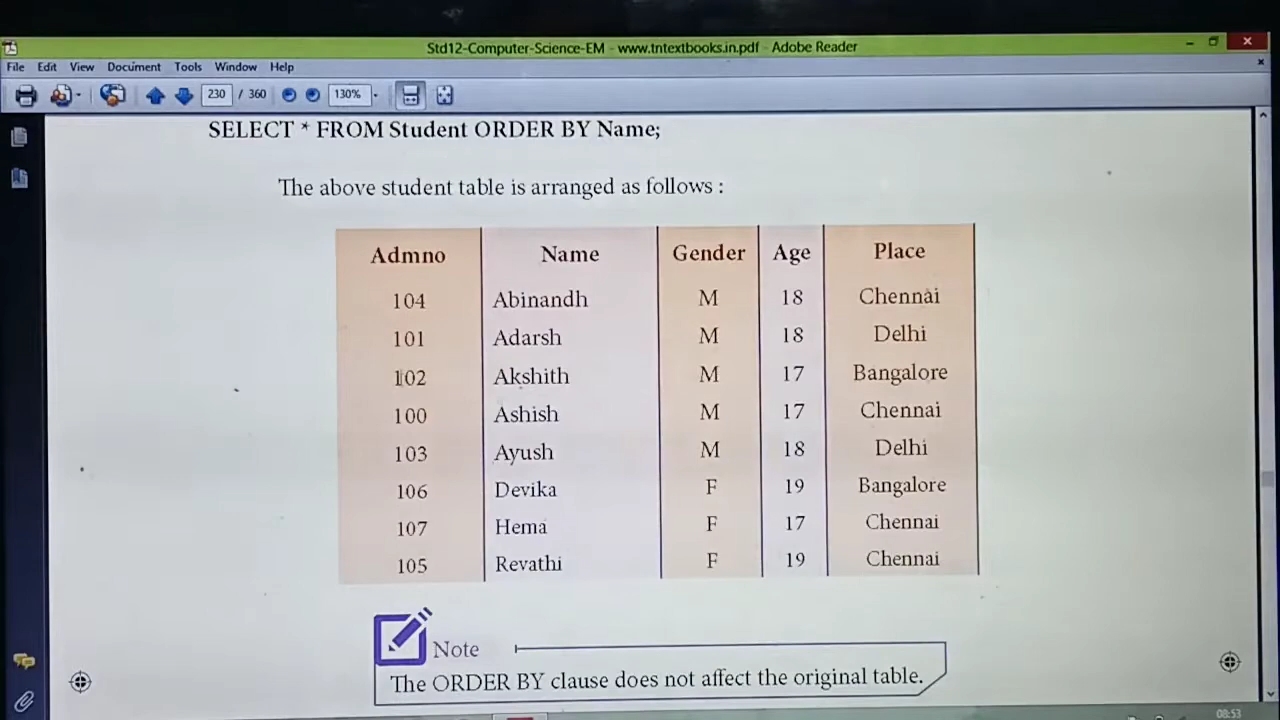 Std12-Computer-Science-EM - www.tntextbooks.in.pdf - Adobe Reader
File Edit View Document Tools Window Help
230 / 360 130%
SELECT * FROM Student ORDER BY Name;
The above student table is arranged as follows :
Admno Name Gender Age Place
104 Abinandh M 18 Chennai
101 Adarsh M 18 Delhi
102 Akshith M 17 Bangalore
100 Ashish M 17 Chennai
103 Ayush M 18 Delhi
106 Devika F 19 Bangalore
107 Hema F 17 Chennai
105 Revathi F 19 Chennai
Note
The ORDER BY clause does not affect the original table.
08:53